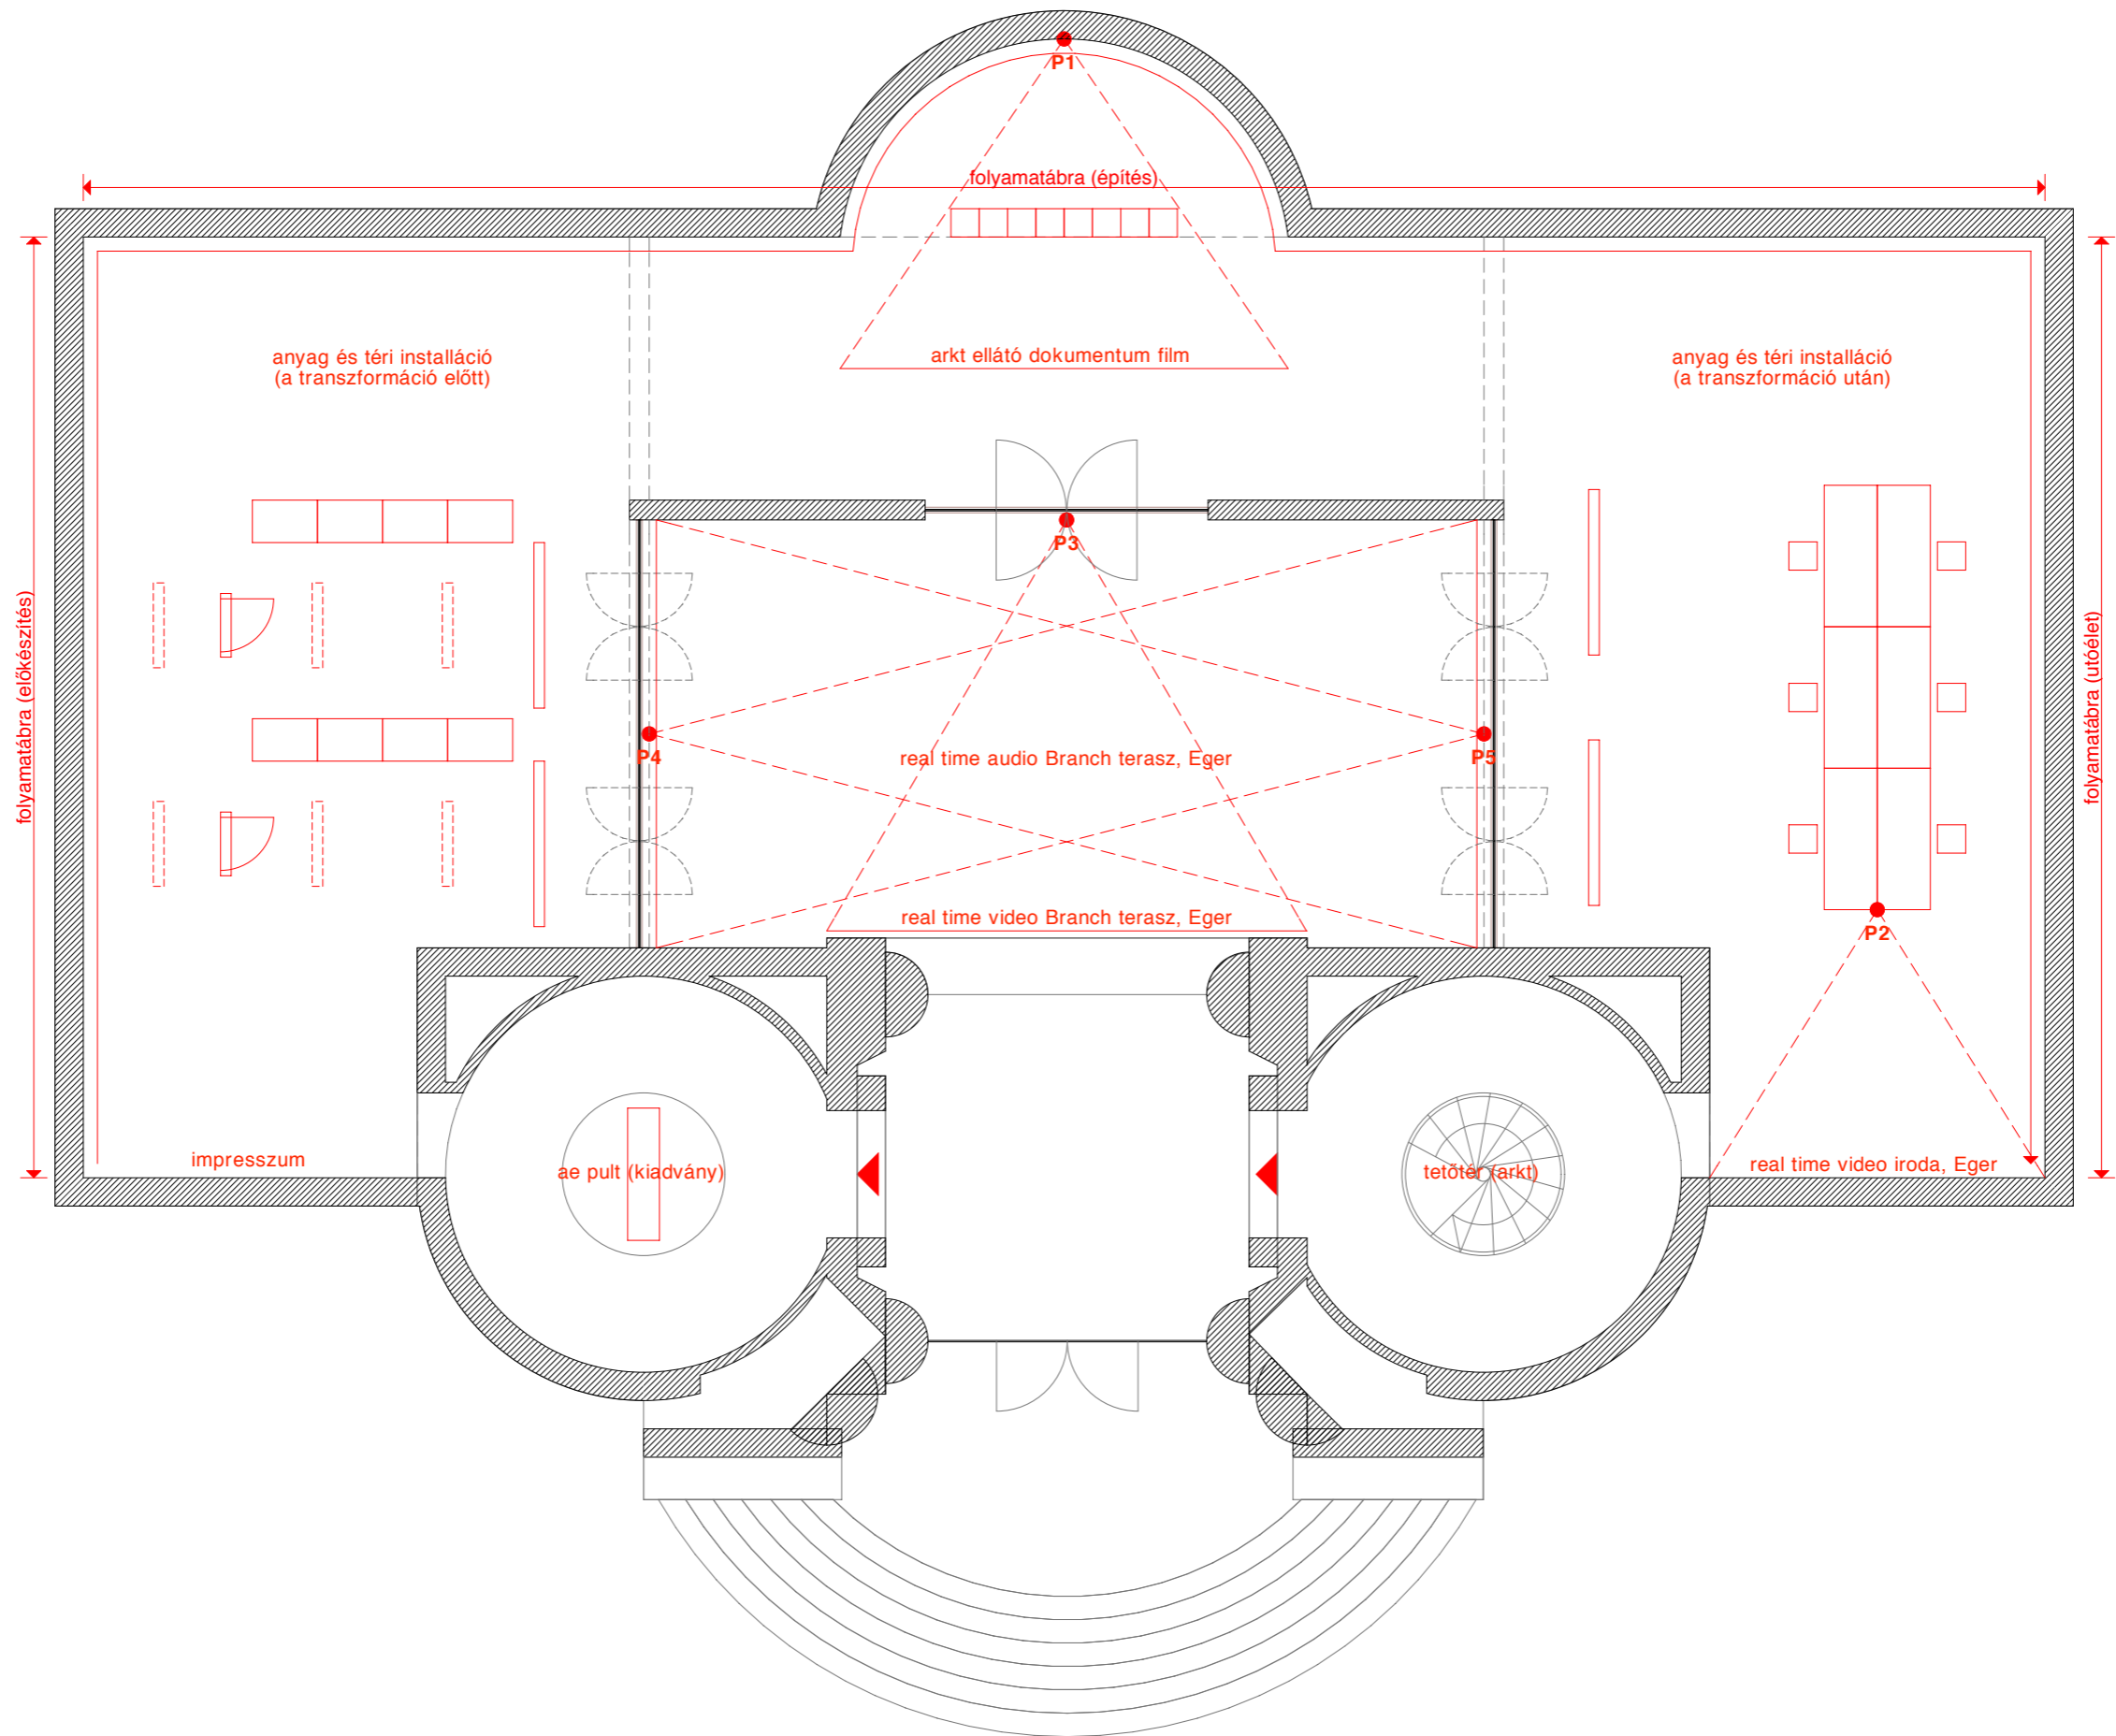 P1
folyamatábra (építés)
anyag és téri installáció
(a transzformáció előtt)
arkt ellátó dokumentum film
anyag és téri installáció
(a transzformáció után)
P3
folyamatábra (előkészítés)
folyamatábra (utóélet)
P4
real time audio Branch terasz, Eger
P5
real time video Branch terasz, Eger
P2
impresszum
ae pult (kiadvány)
tetőtér (arkt)
real time video iroda, Eger